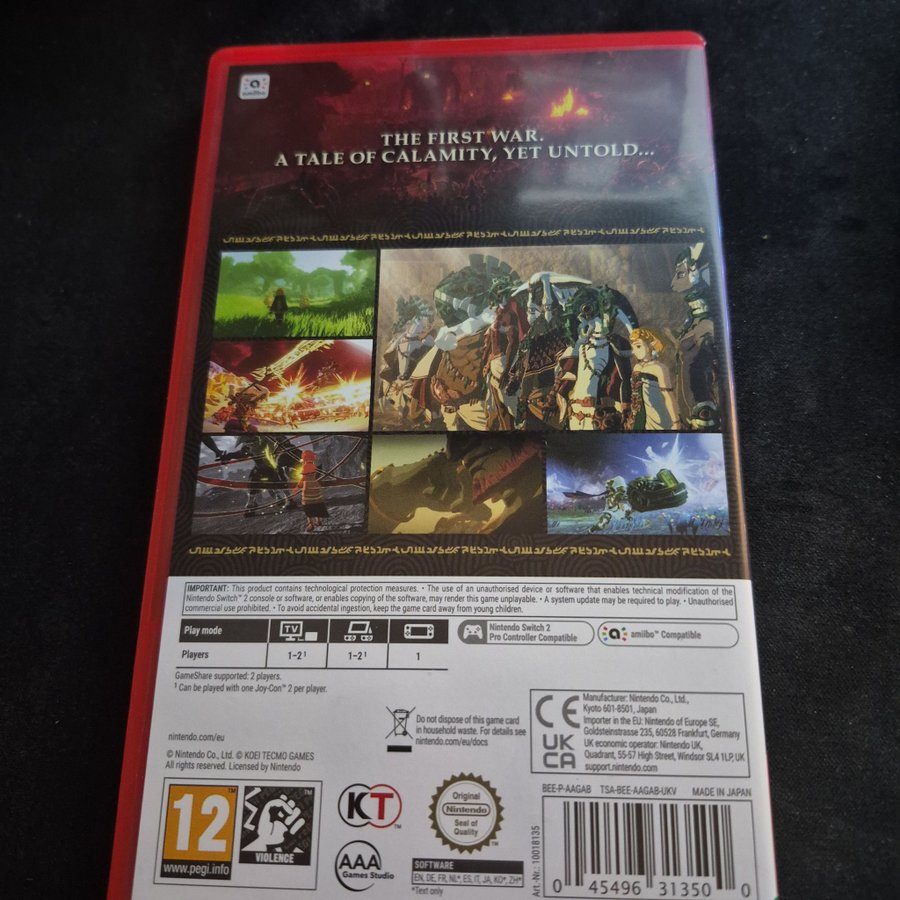 amiibo
THE FIRST WAR.
A TALE OF CALAMITY, YET UNTOLD...
IMPORTANT: This product contains technological protection measures. • The use of an unauthorised device or software that enables technical modification of the
Nintendo Switch™ 2 console or software, or enables copying of the software, may render this game unplayable. • A system update may be required to play. • Unauthorised
commercial use prohibited. • To avoid accidental ingestion, keep the game card away from young children.
Play mode
TV
Nintendo Switch 2
Pro Controller Compatible
amiibo™ Compatible
Players
1–2¹
1–2¹
1
GameShare supported: 2 players.
¹ Can be played with one Joy-Con™ 2 per player.
Do not dispose of this game card
in household waste. For details see
nintendo.com/eu/docs
CE
UK
CA
Manufacturer: Nintendo Co., Ltd.,
Kyoto 601-8501, Japan
Importer in the EU: Nintendo of Europe SE,
Goldsteinstrasse 235, 60528 Frankfurt, Germany
UK economic operator: Nintendo UK,
Quadrant, 55-57 High Street, Windsor SL4 1LP, UK
support.nintendo.com
nintendo.com/eu
© Nintendo Co., Ltd. © KOEI TECMO GAMES
All rights reserved. Licensed by Nintendo
BEE-P-AAGAB TSA-BEE-AAGAB-UKV MADE IN JAPAN
12
www.pegi.info
VIOLENCE
KT™
AAA
Games Studio
Original
Nintendo
Seal of
Quality
SOFTWARE
EN, DE, FR, NL*, ES, IT, JA, KO*, ZH*
*Text only
Art.-Nr.: 10018135
0 45496 31350 0